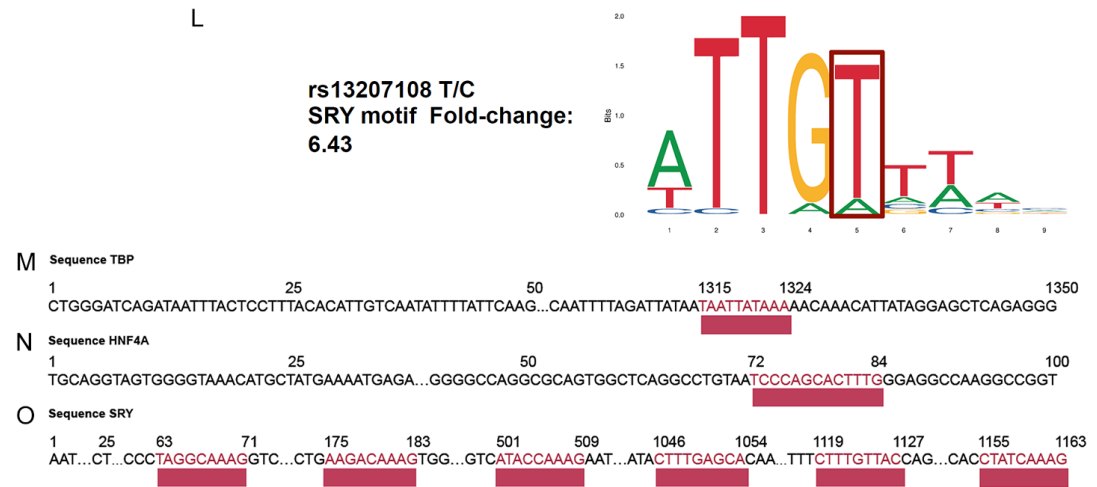 L
rs13207108 T/C
SRY motif Fold-change:
6.43
Bits
2.0
1.5
1.0
0.5
0.0
1 2 3 4 5 6 7 8 9
M Sequence TBP
1 25 50 1315 1324 1350
CTGGGATCAGATAATTTACTCCTTTACACATTGTCAATATTTTATTCAAG...CAATTTTAGATTATAATAATTATAAAAACAAACATTATAGGAGCTCAGAGGG
N Sequence HNF4A
1 25 50 72 84 100
TGCAGGTAGTGGGGTAAACATGCTATGAAAATGAGA...GGGGCCAGGCGCAGTGGCTCAGGCCTGTAATCCCAGCACTTTGGGAGGCCAAGGCCGGT
O Sequence SRY
1 25 63 71 175 183 501 509 1046 1054 1119 1127 1155 1163
AAT...CT...CCCTAGGCAAAGGTC...CTGAAGACAAAGTGG...GTCATACCAAAGAAT...ATACTTTGAGCACAA...TTTCTTTGTTACCAG...CACCTATCAAAG